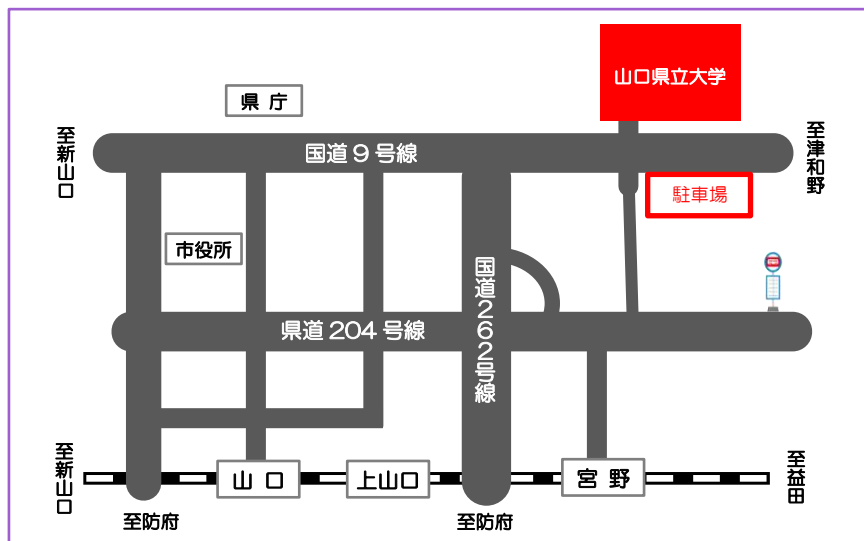 山口県立大学
県庁
至新山口
国道９号線
至津和野
駐車場
市役所
国道２６２号線
県道204号線
至新山口
山口
上山口
宮野
至益田
至防府
至防府